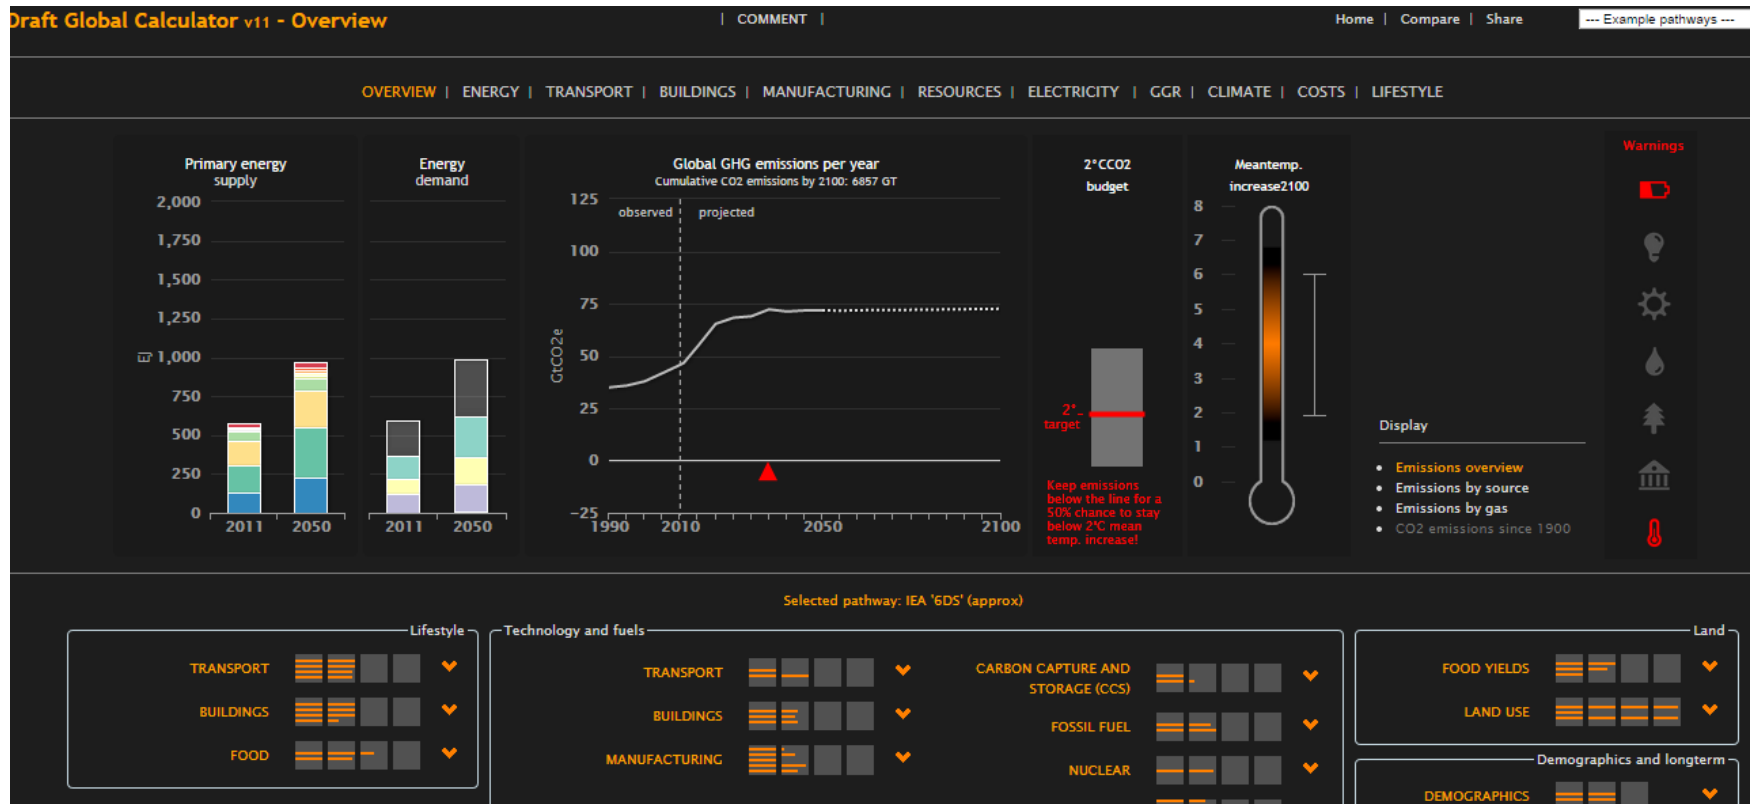 Draft Global Calculator v11 - Overview
| COMMENT |
Home | Compare | Share
--- Example pathways ---
OVERVIEW | ENERGY | TRANSPORT | BUILDINGS | MANUFACTURING | RESOURCES | ELECTRICITY | GGR | CLIMATE | COSTS | LIFESTYLE
Primary energy
supply
2,000
1,750
1,500
1,250
EJ
1,000
750
500
250
0
2011 2050
Energy
demand
2011 2050
Global GHG emissions per year
Cumulative CO2 emissions by 2100: 6857 GT
observed projected
GtCO2e
125
100
75
50
25
0
-25
1990 2010 2050 2100
2°CCO2
budget
2°
target
Keep emissions
below the line for a
50% chance to stay
below 2°C mean
temp. increase!
Meantemp.
increase2100
8
7
6
5
4
3
2
1
0
Display
Emissions overview
Emissions by source
Emissions by gas
CO2 emissions since 1900
Warnings
Selected pathway: IEA '6DS' (approx)
Lifestyle
TRANSPORT
BUILDINGS
FOOD
Technology and fuels
TRANSPORT
BUILDINGS
MANUFACTURING
CARBON CAPTURE AND
STORAGE (CCS)
FOSSIL FUEL
NUCLEAR
Land
FOOD YIELDS
LAND USE
Demographics and longterm
DEMOGRAPHICS